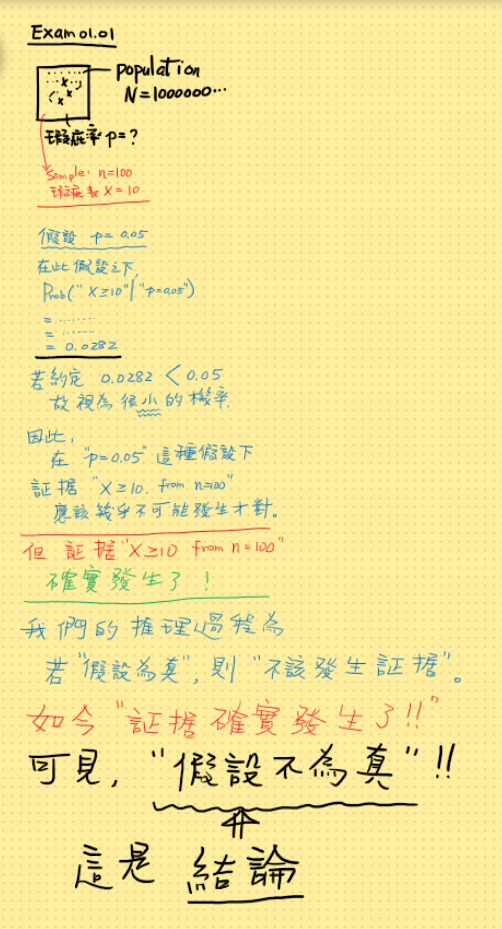 Exam01.01
population
N=1000000...
瑕疵率 p=?
Sample: n=100
瑕疵數 X=10
假設 p= 0.05
在此假設之下,
Prob("X≥10"|"p=0.05")
= .......
= .......
= 0.0282
若約定 0.0282 < 0.05
故視為很小的機率.
因此,
在 "p=0.05" 這種假設下
証据 "X≥10. from n=100"
應該幾乎不可能發生才對。
但 証据"X≥10 from n=100"
確實發生了!
我們的推理過程為
若"假設為真", 則 "不該發生証据"。
如今"証据確實發生了!!"
可見, "假設不為真"!!
這是 結論